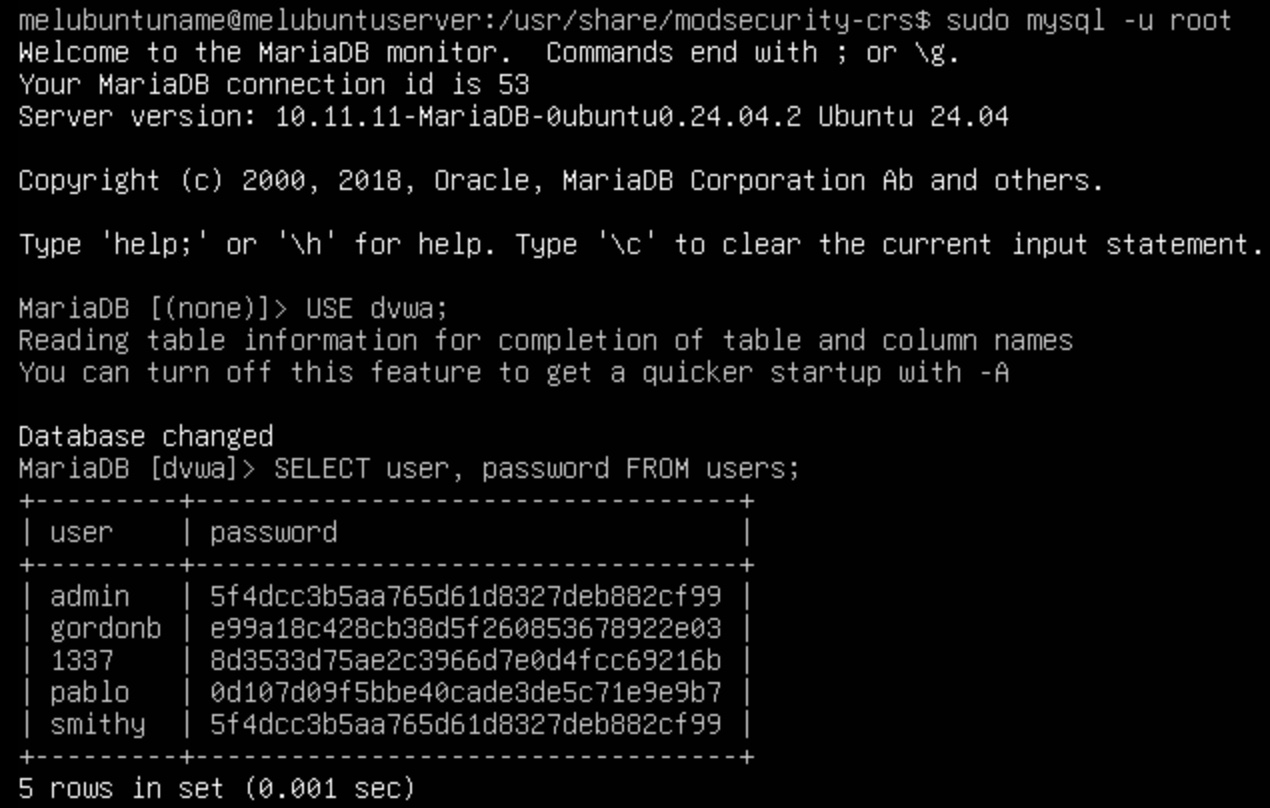 melubuntuname@melubuntuserver:/usr/share/modsecurity-crs$ sudo mysql -u root
Welcome to the MariaDB monitor.  Commands end with ; or \g.
Your MariaDB connection id is 53
Server version: 10.11.11-MariaDB-0ubuntu0.24.04.2 Ubuntu 24.04

Copyright (c) 2000, 2018, Oracle, MariaDB Corporation Ab and others.

Type 'help;' or '\h' for help. Type '\c' to clear the current input statement.

MariaDB [(none)]> USE dvwa;
Reading table information for completion of table and column names
You can turn off this feature to get a quicker startup with -A

Database changed
MariaDB [dvwa]> SELECT user, password FROM users;
+---------+----------------------------------+
| user    | password                         |
+---------+----------------------------------+
| admin   | 5f4dcc3b5aa765d61d8327deb882cf99 |
| gordonb | e99a18c428cb38d5f260853678922e03 |
| 1337    | 8d3533d75ae2c3966d7e0d4fcc69216b |
| pablo   | 0d107d09f5bbe40cade3de5c71e9e9b7 |
| smithy  | 5f4dcc3b5aa765d61d8327deb882cf99 |
+---------+----------------------------------+
5 rows in set (0.001 sec)